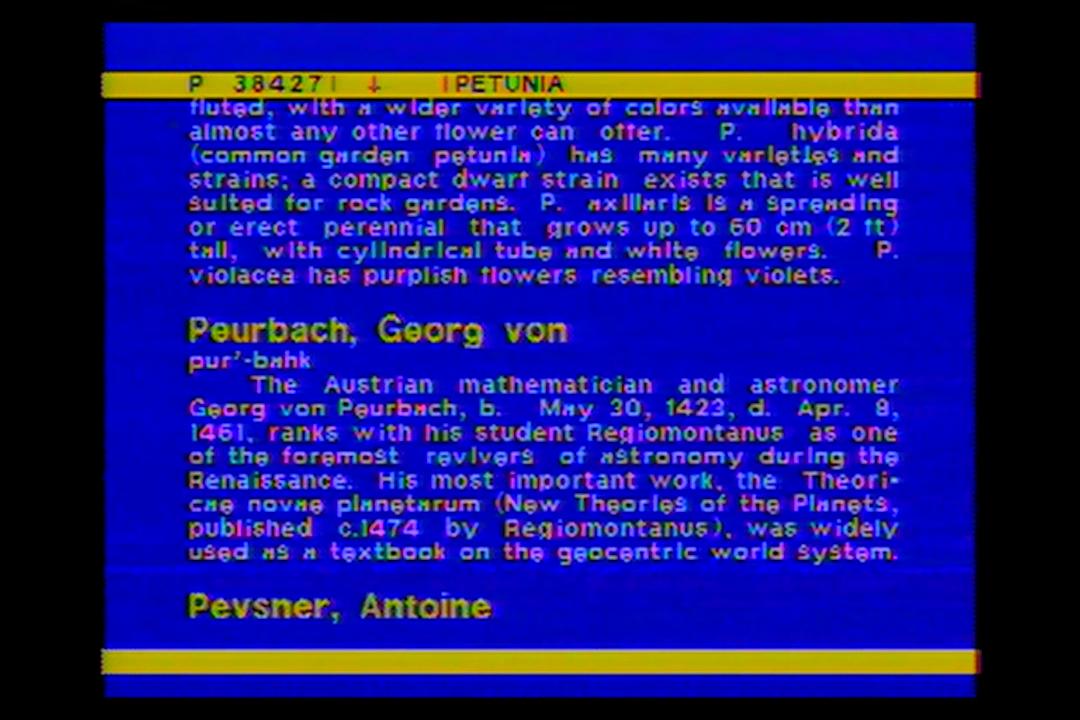 P 38427 ↓ PETUNIA
fluted, with a wider variety of colors available than
almost any other flower can offer. P. hybrida
(common garden petunia) has many varieties and
strains; a compact dwarf strain exists that is well
suited for rock gardens. P. axillaris is a spreading
or erect perennial that grows up to 60 cm (2 ft)
tall, with cylindrical tube and white flowers. P.
violacea has purplish flowers resembling violets.
Peurbach, Georg von
pur'-bahk
The Austrian mathematician and astronomer
Georg von Peurbach, b. May 30, 1423, d. Apr. 8,
1461, ranks with his student Regiomontanus as one
of the foremost revivers of astronomy during the
Renaissance. His most important work, the Theori-
cae novae planetarum (New Theories of the Planets,
published c.1474 by Regiomontanus), was widely
used as a textbook on the geocentric world system.
Pevsner, Antoine